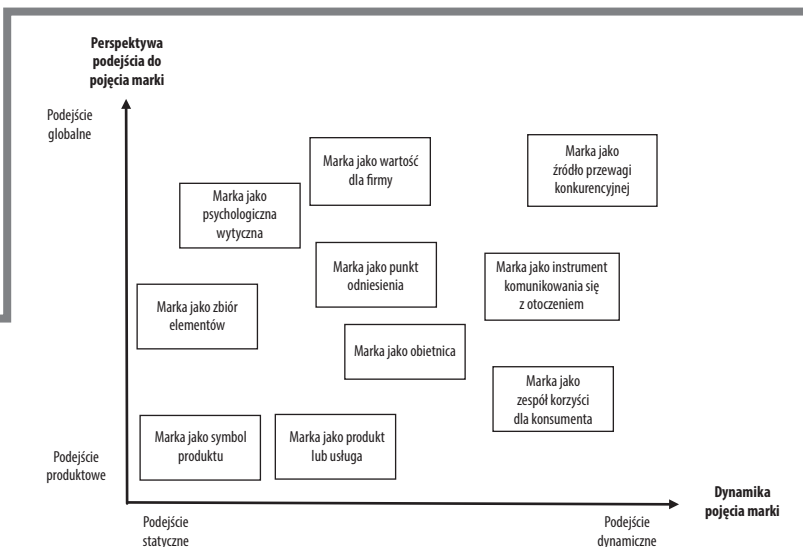 Perspektywa
podejścia do
pojęcia marki
Podejście
globalne
Marka jako wartość
dla firmy
Marka jako
źródło przewagi
konkurencyjnej
Marka jako
psychologiczna
wytyczna
Marka jako punkt
odniesienia
Marka jako instrument
komunikowania się
z otoczeniem
Marka jako zbiór
elementów
Marka jako obietnica
Marka jako
zespół korzyści
dla konsumenta
Marka jako symbol
produktu
Marka jako produkt
lub usługa
Podejście
produktowe
Dynamika
pojęcia marki
Podejście
statyczne
Podejście
dynamiczne